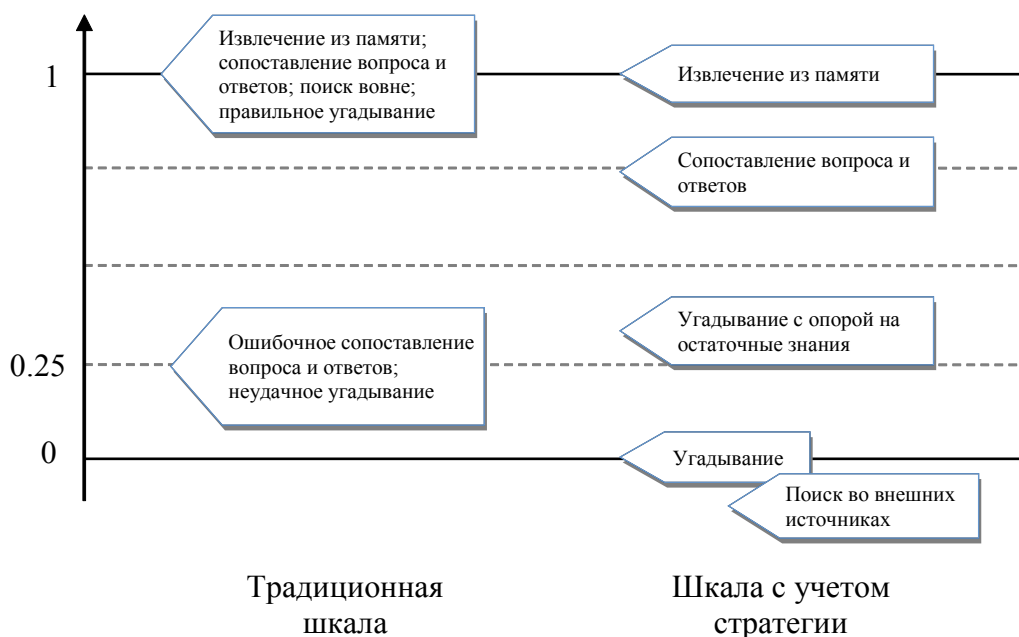 1
0.25
0
Извлечение из памяти;
сопоставление вопроса и
ответов; поиск вовне;
правильное угадывание
Ошибочное сопоставление
вопроса и ответов;
неудачное угадывание
Традиционная
шкала
Извлечение из памяти
Сопоставление вопроса и
ответов
Угадывание с опорой на
остаточные знания
Угадывание
Поиск во внешних
источниках
Шкала с учетом
стратегии